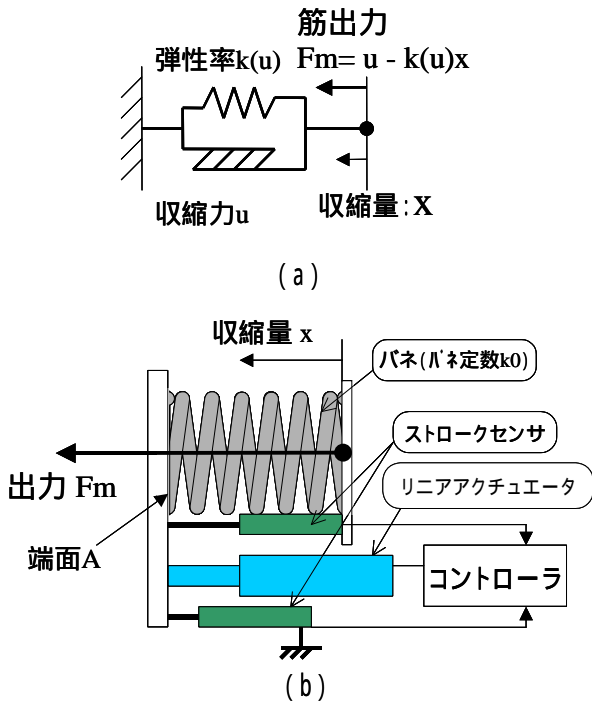 筋出力
弾性率k(u) Fm= u - k(u)x
収縮力u
収縮量:X
(a)
収縮量 x
バネ(バネ定数k0)
ストロークセンサ
出力 Fm
リニアアクチュエータ
端面A
コントローラ
(b)